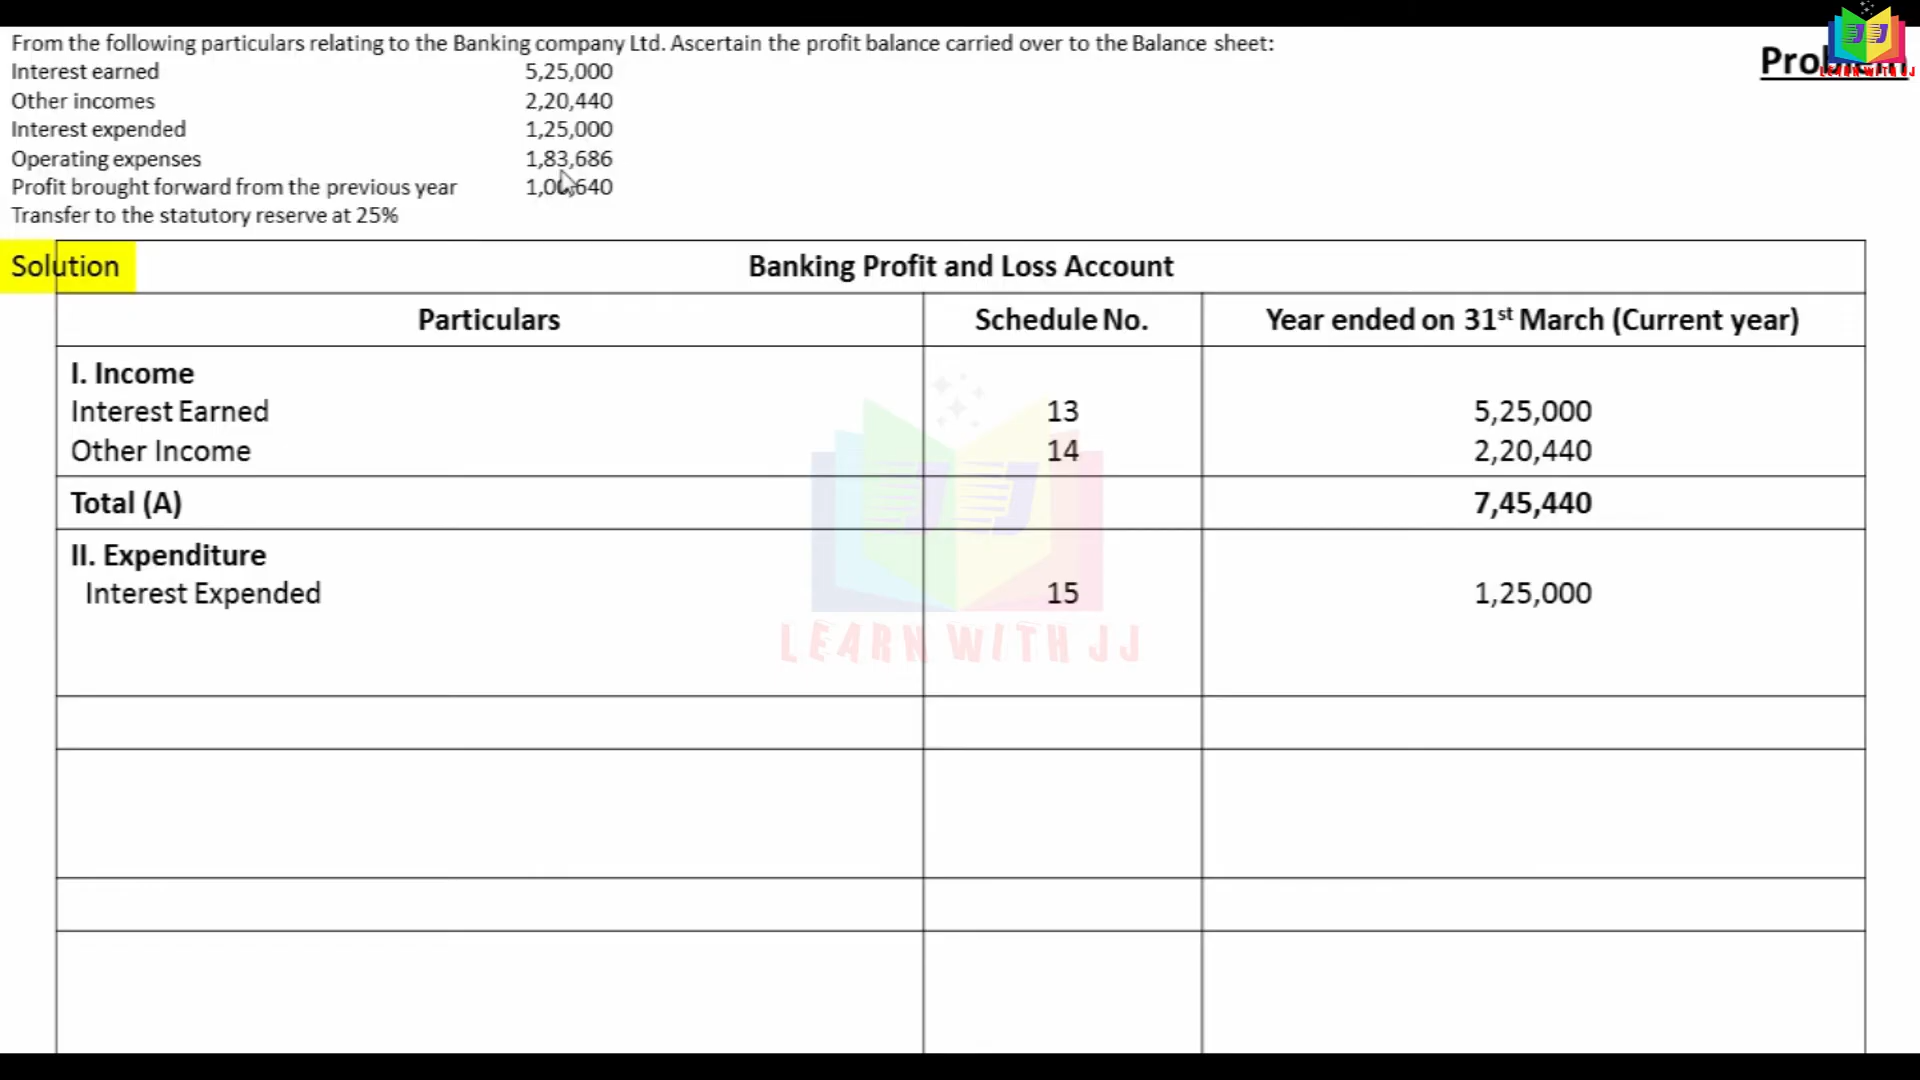 From the following particulars relating to the Banking company Ltd. Ascertain the profit balance carried over to the Balance sheet:
Interest earned 5,25,000
Other incomes 2,20,440
Interest expended 1,25,000
Operating expenses 1,83,686
Profit brought forward from the previous year
Transfer to the statutory reserve at 25%
JJ
LEARN WITH JJ
Solution
Banking Profit and Loss Account
Particulars Schedule No. Year ended on 31st March (Current year)
I. Income
Interest Earned 13 5,25,000
Other Income 14 2,20,440
Total (A) 7,45,440
II. Expenditure
Interest Expended 15 1,25,000
JJ
LEARN WITH JJ